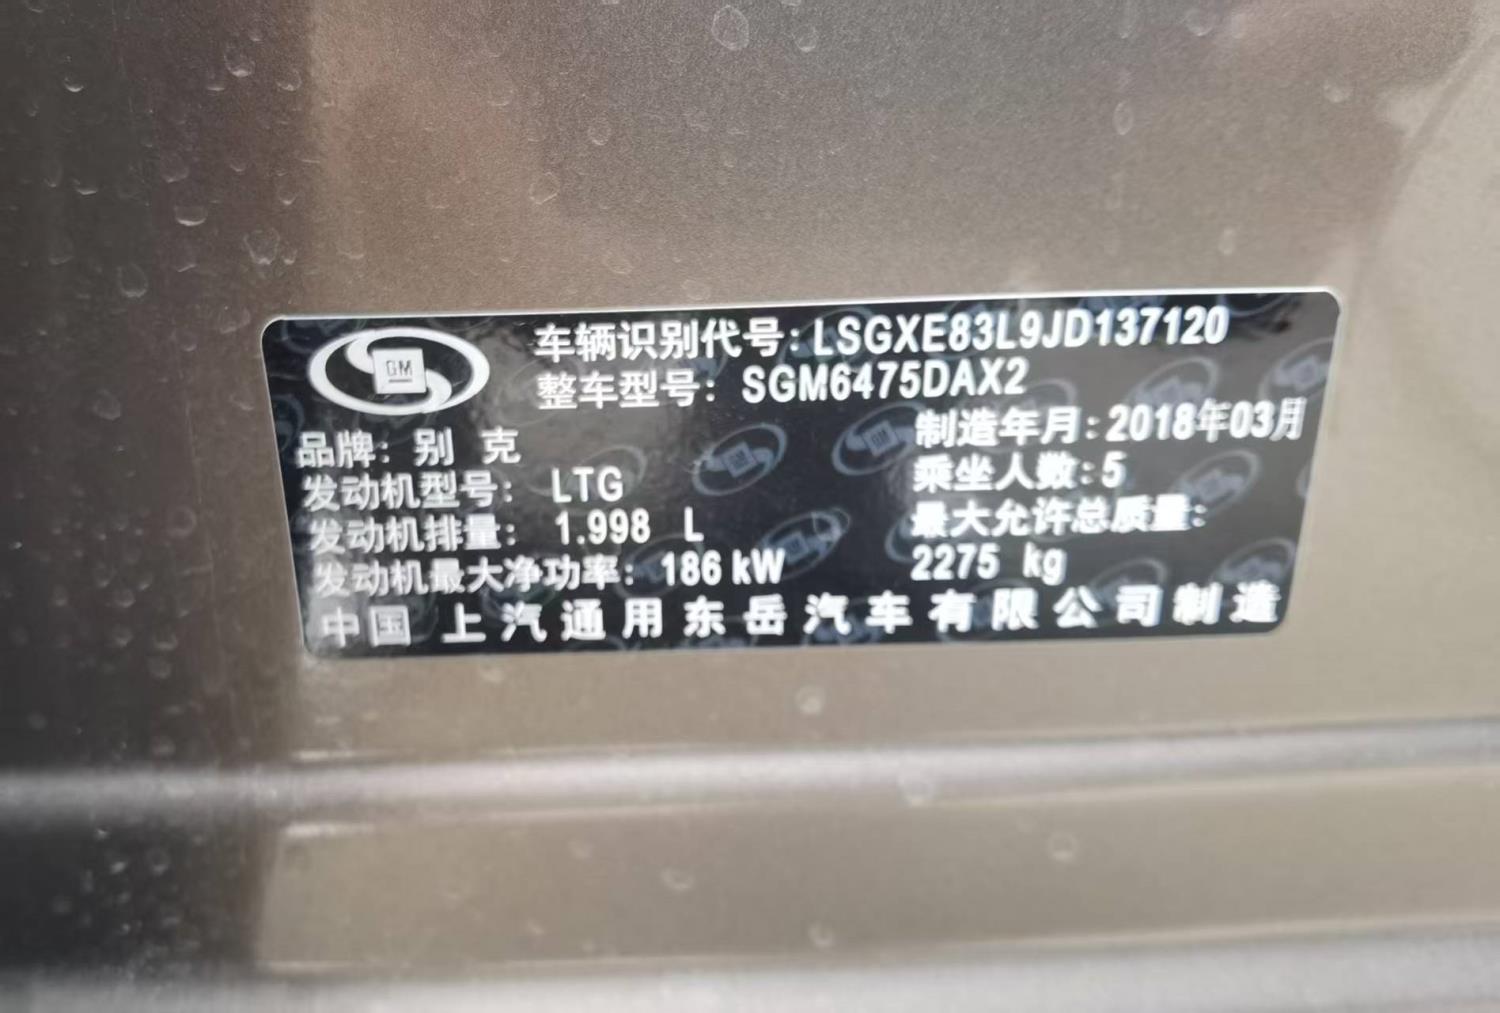 GM
车辆识别代号: LSGXE83L9JD137120
整车型号: SGM6475DAX2
品牌: 别 克
制造年月: 2018年03月
发动机型号: LTG
乘坐人数: 5
发动机排量: 1.998 L
最大允许总质量:
发动机最大净功率: 186 kW
2275 kg
中国 上汽通用东岳汽车有限公司制造